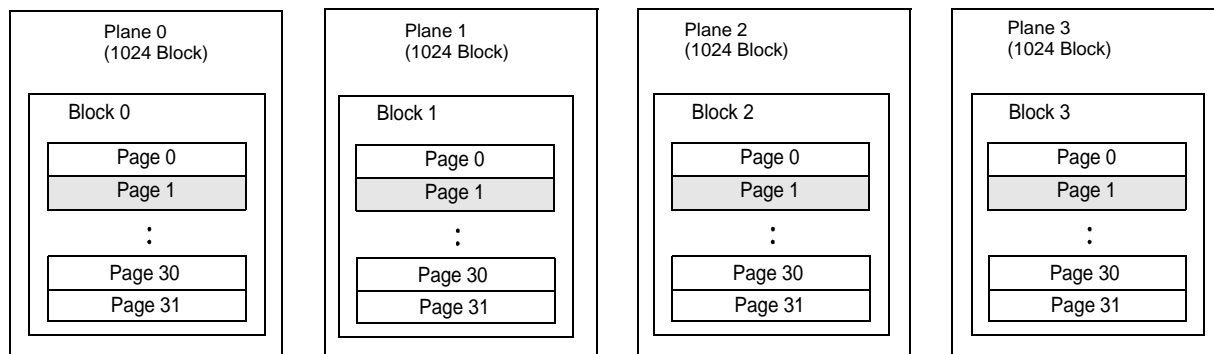 Plane 0
(1024 Block)
Block 0
Page 0
Page 1
:
Page 30
Page 31
Plane 1
(1024 Block)
Block 1
Page 0
Page 1
:
Page 30
Page 31
Plane 2
(1024 Block)
Block 2
Page 0
Page 1
:
Page 30
Page 31
Plane 3
(1024 Block)
Block 3
Page 0
Page 1
:
Page 30
Page 31